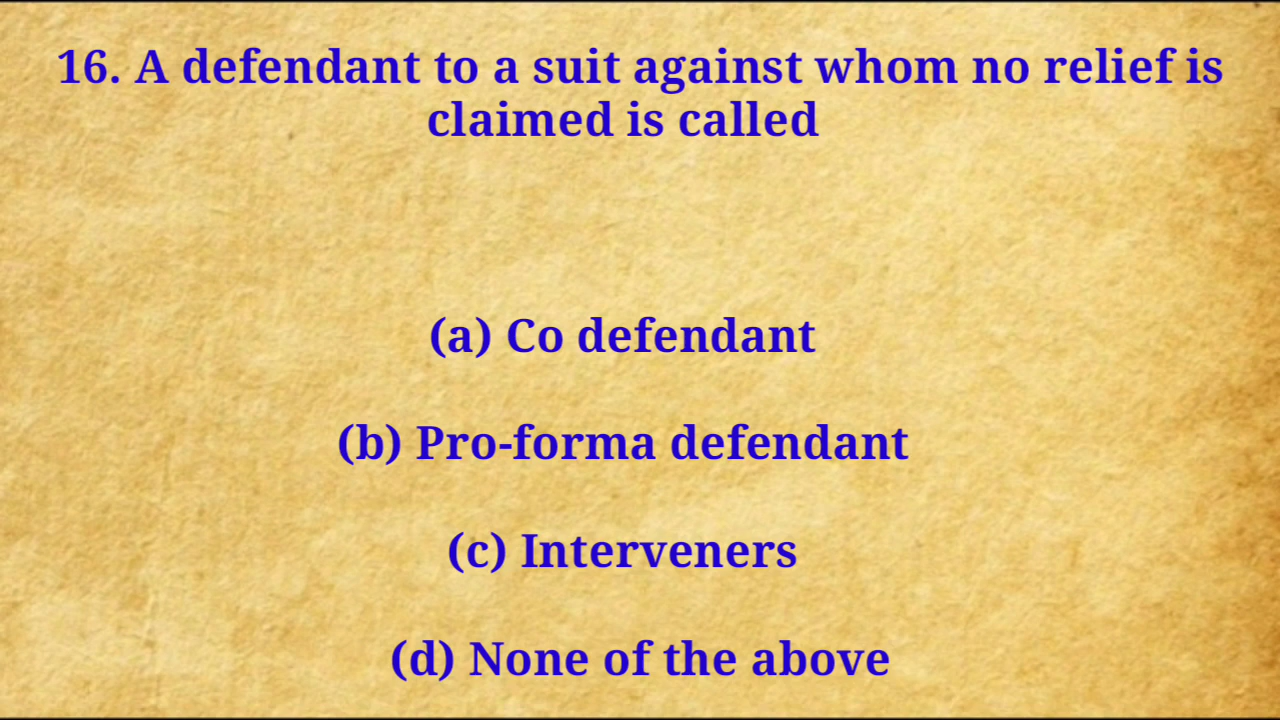 16. A defendant to a suit against whom no relief is
claimed is called
(a) Co defendant
(b) Pro-forma defendant
(c) Interveners
(d) None of the above